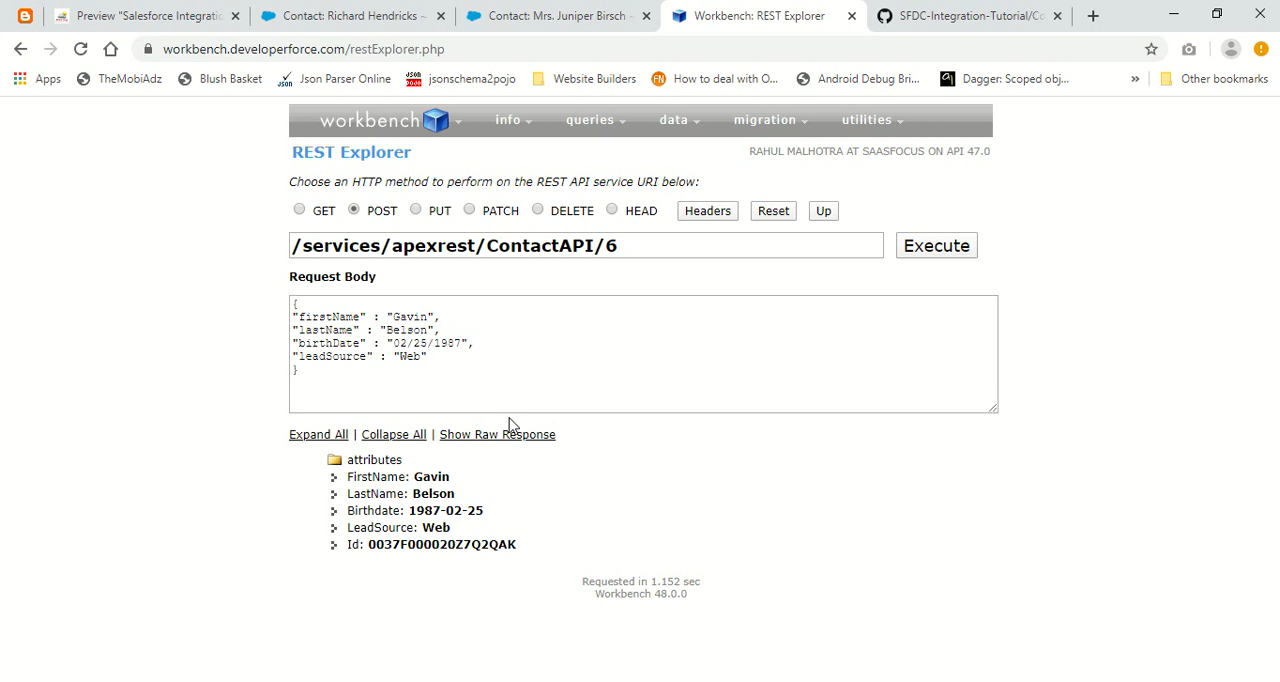 Preview "Salesforce Integratio
Contact: Richard Hendricks ~
Contact: Mrs. Juniper Birsch ~
Workbench: REST Explorer
SFDC-Integration-Tutorial/Co
workbench.developerforce.com/restExplorer.php
Apps
TheMobiAdz
Blush Basket
Json Parser Online
jsonschema2pojo
Website Builders
How to deal with O...
Android Debug Bri...
Dagger: Scoped obj...
»
Other bookmarks
workbench
info
queries
data
migration
utilities
REST Explorer
RAHUL MALHOTRA AT SAASFOCUS ON API 47.0
Choose an HTTP method to perform on the REST API service URI below:
GET POST PUT PATCH DELETE HEAD Headers Reset Up
/services/apexrest/ContactAPI/6 Execute
Request Body
{
"firstName" : "Gavin",
"lastName" : "Belson",
"birthDate" : "02/25/1987",
"leadSource" : "Web"
}
Expand All | Collapse All | Show Raw Response
attributes
FirstName: Gavin
LastName: Belson
Birthdate: 1987-02-25
LeadSource: Web
Id: 0037F000020Z7Q2QAK
Requested in 1.152 sec
Workbench 48.0.0